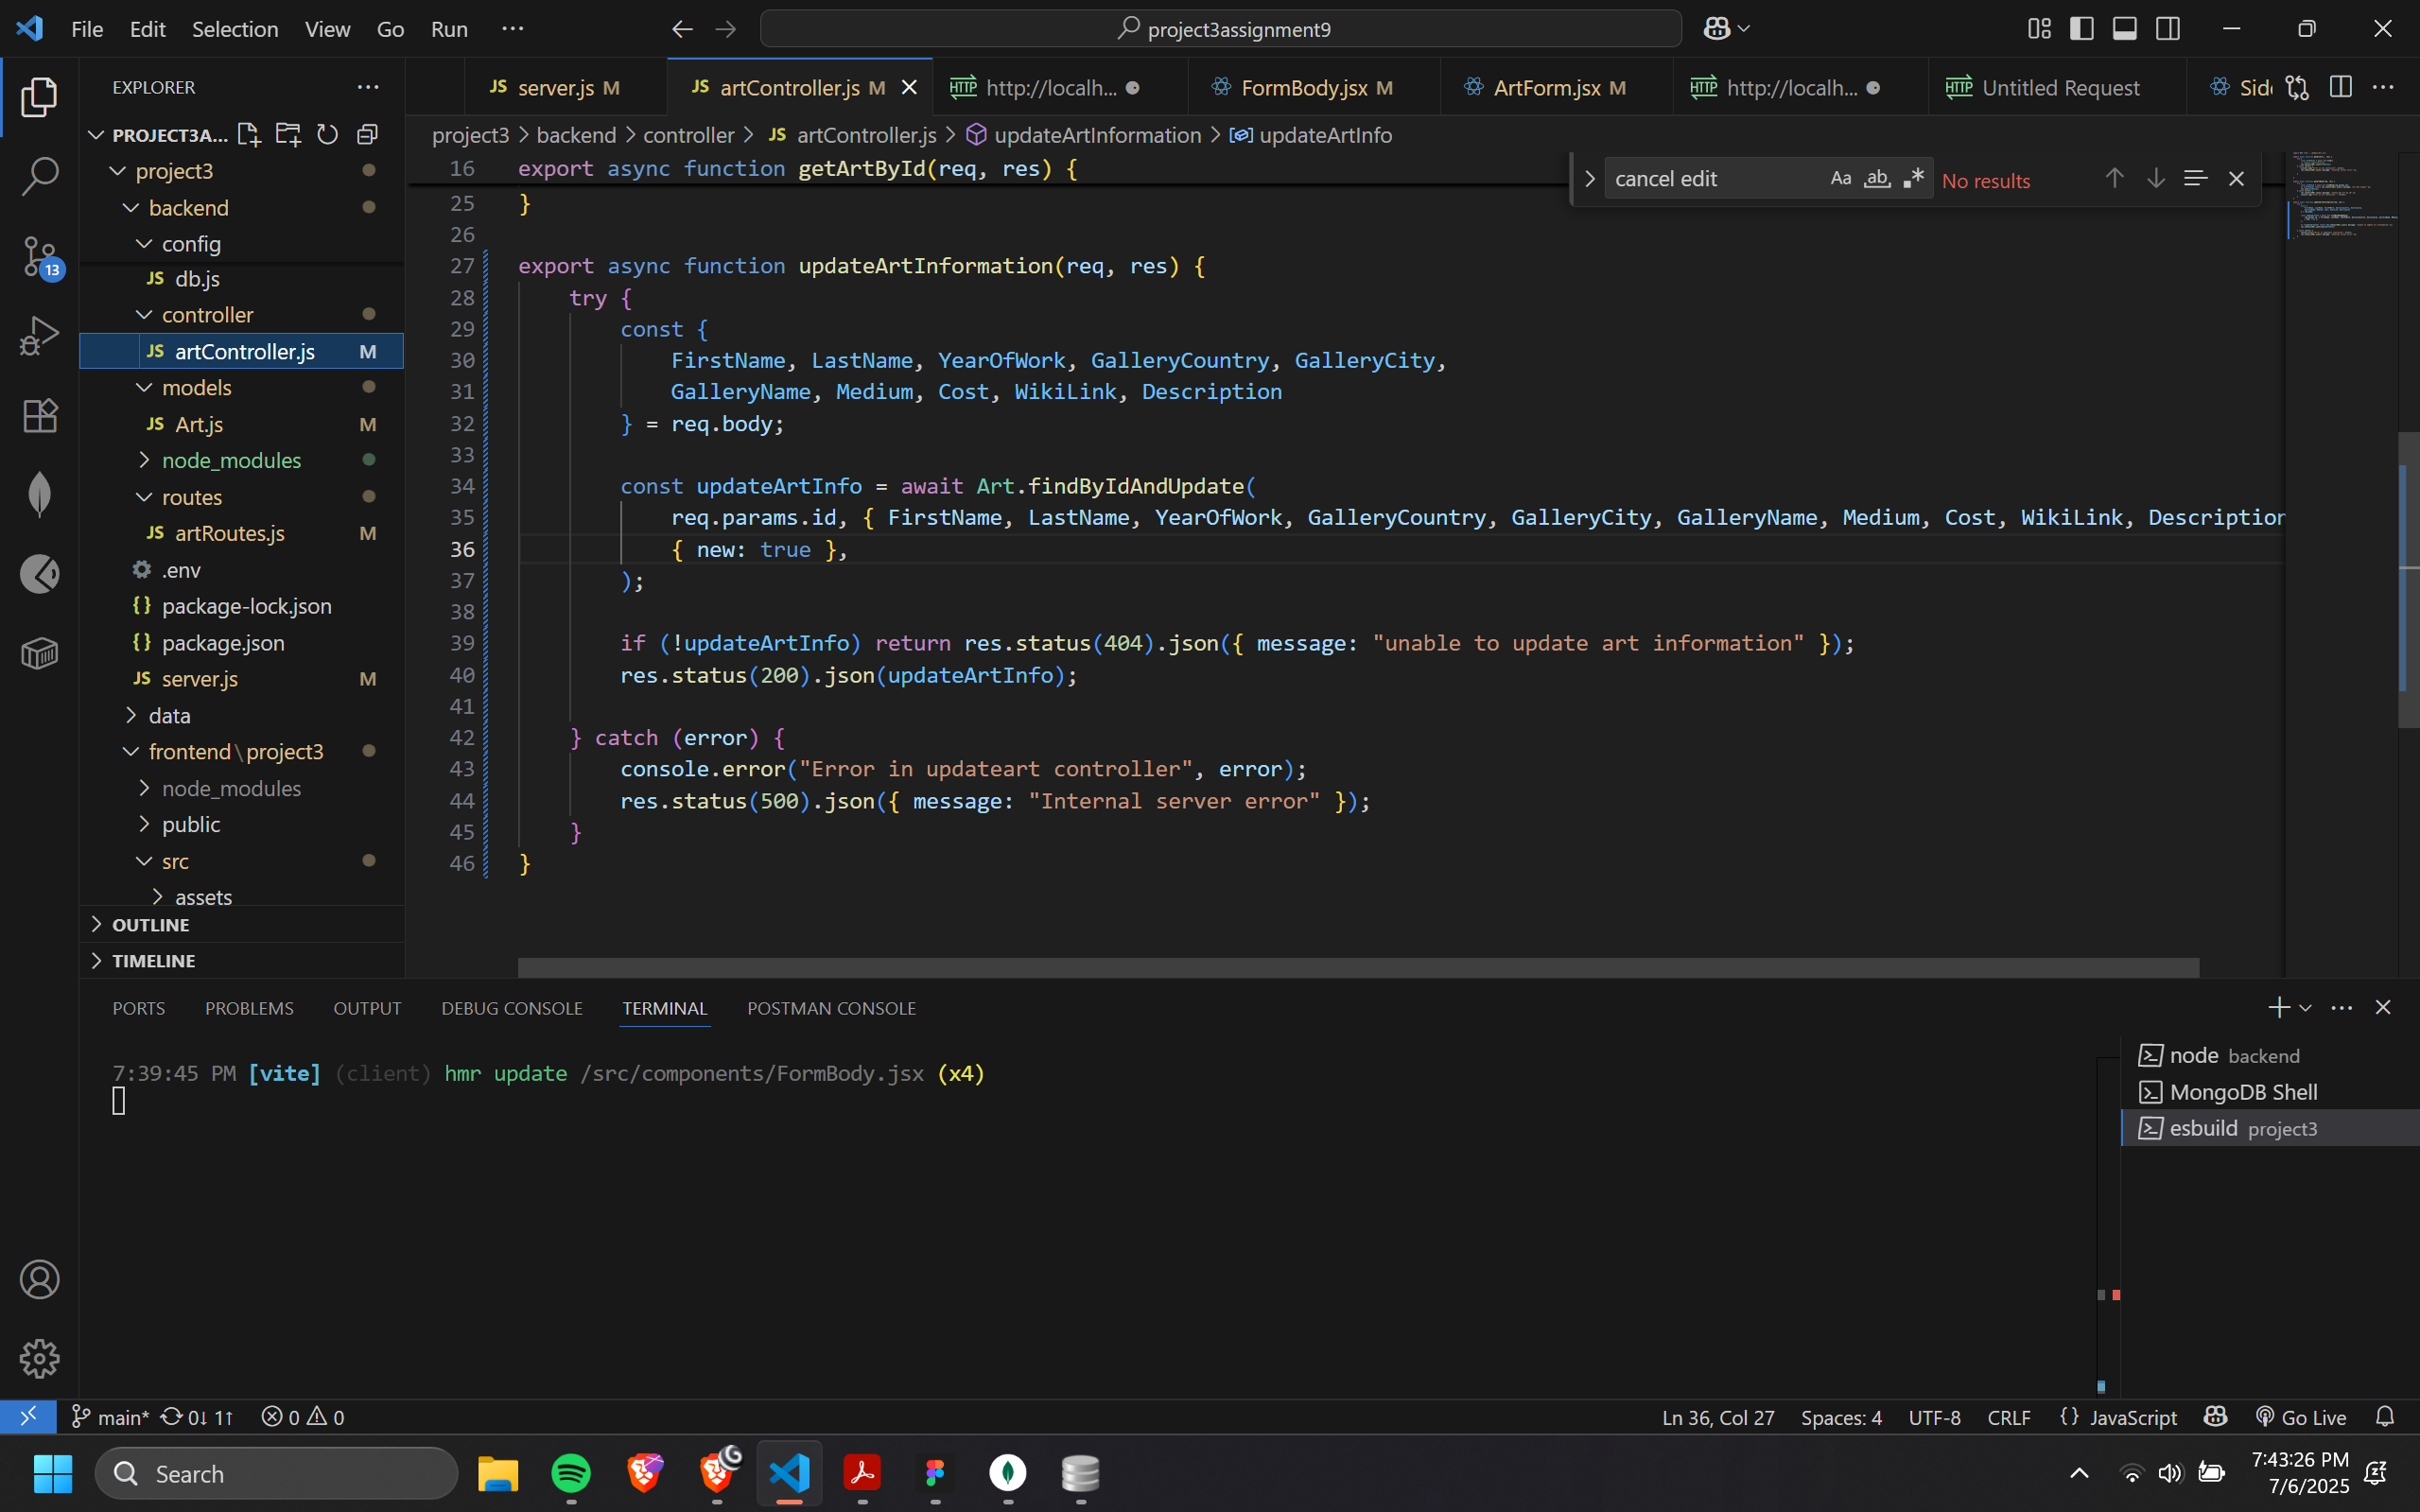 File Edit Selection View Go Run ··· project3assignment9
EXPLORER ···
PROJECT3A...
project3
backend
config
JS db.js
controller
JS artController.js M
models
JS Art.js M
node_modules
routes
JS artRoutes.js M
.env
{} package-lock.json
{} package.json
JS server.js M
data
frontend\project3
node_modules
public
src
assets
OUTLINE
TIMELINE
13
JS server.js M JS artController.js M HTTP http://localh... FormBody.jsx M ArtForm.jsx M HTTP http://localh... HTTP Untitled Request
project3 > backend > controller > JS artController.js > updateArtInformation > updateArtInfo
cancel edit Aa ab .* No results
16 export async function getArtById(req, res) {
25 }
26
27 export async function updateArtInformation(req, res) {
28 try {
29 const {
30 FirstName, LastName, YearOfWork, GalleryCountry, GalleryCity,
31 GalleryName, Medium, Cost, WikiLink, Description
32 } = req.body;
33
34 const updateArtInfo = await Art.findByIdAndUpdate(
35 req.params.id, { FirstName, LastName, YearOfWork, GalleryCountry, GalleryCity, GalleryName, Medium, Cost, WikiLink, Description
36 { new: true },
37 );
38
39 if (!updateArtInfo) return res.status(404).json({ message: "unable to update art information" });
40 res.status(200).json(updateArtInfo);
41
42 } catch (error) {
43 console.error("Error in updateart controller", error);
44 res.status(500).json({ message: "Internal server error" });
45 }
46 }
PORTS PROBLEMS OUTPUT DEBUG CONSOLE TERMINAL POSTMAN CONSOLE
7:39:45 PM [vite] (client) hmr update /src/components/FormBody.jsx (x4)
node backend
MongoDB Shell
esbuild project3
main* 0↓ 1↑ 0 0 Ln 36, Col 27 Spaces: 4 UTF-8 CRLF {} JavaScript Go Live
Search
7:43:26 PM
7/6/2025